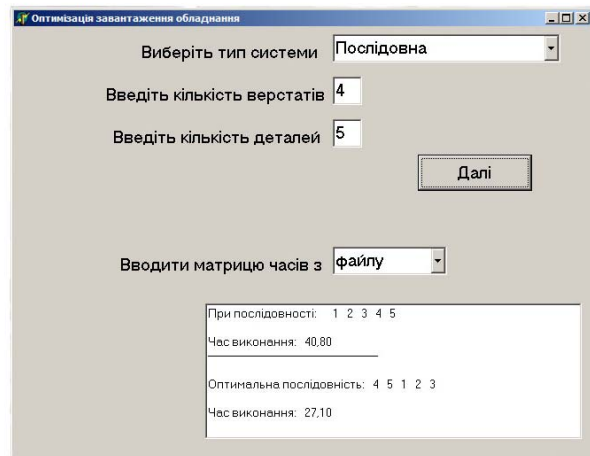 Оптимізація завантаження обладнання
Виберіть тип системи Послідовна
Введіть кількість верстатів 4
Введіть кількість деталей 5
Далі
Вводити матрицю часів з файлу
При послідовності: 1 2 3 4 5
Час виконання: 40,80
Оптимальна послідовність: 4 5 1 2 3
Час виконання: 27,10